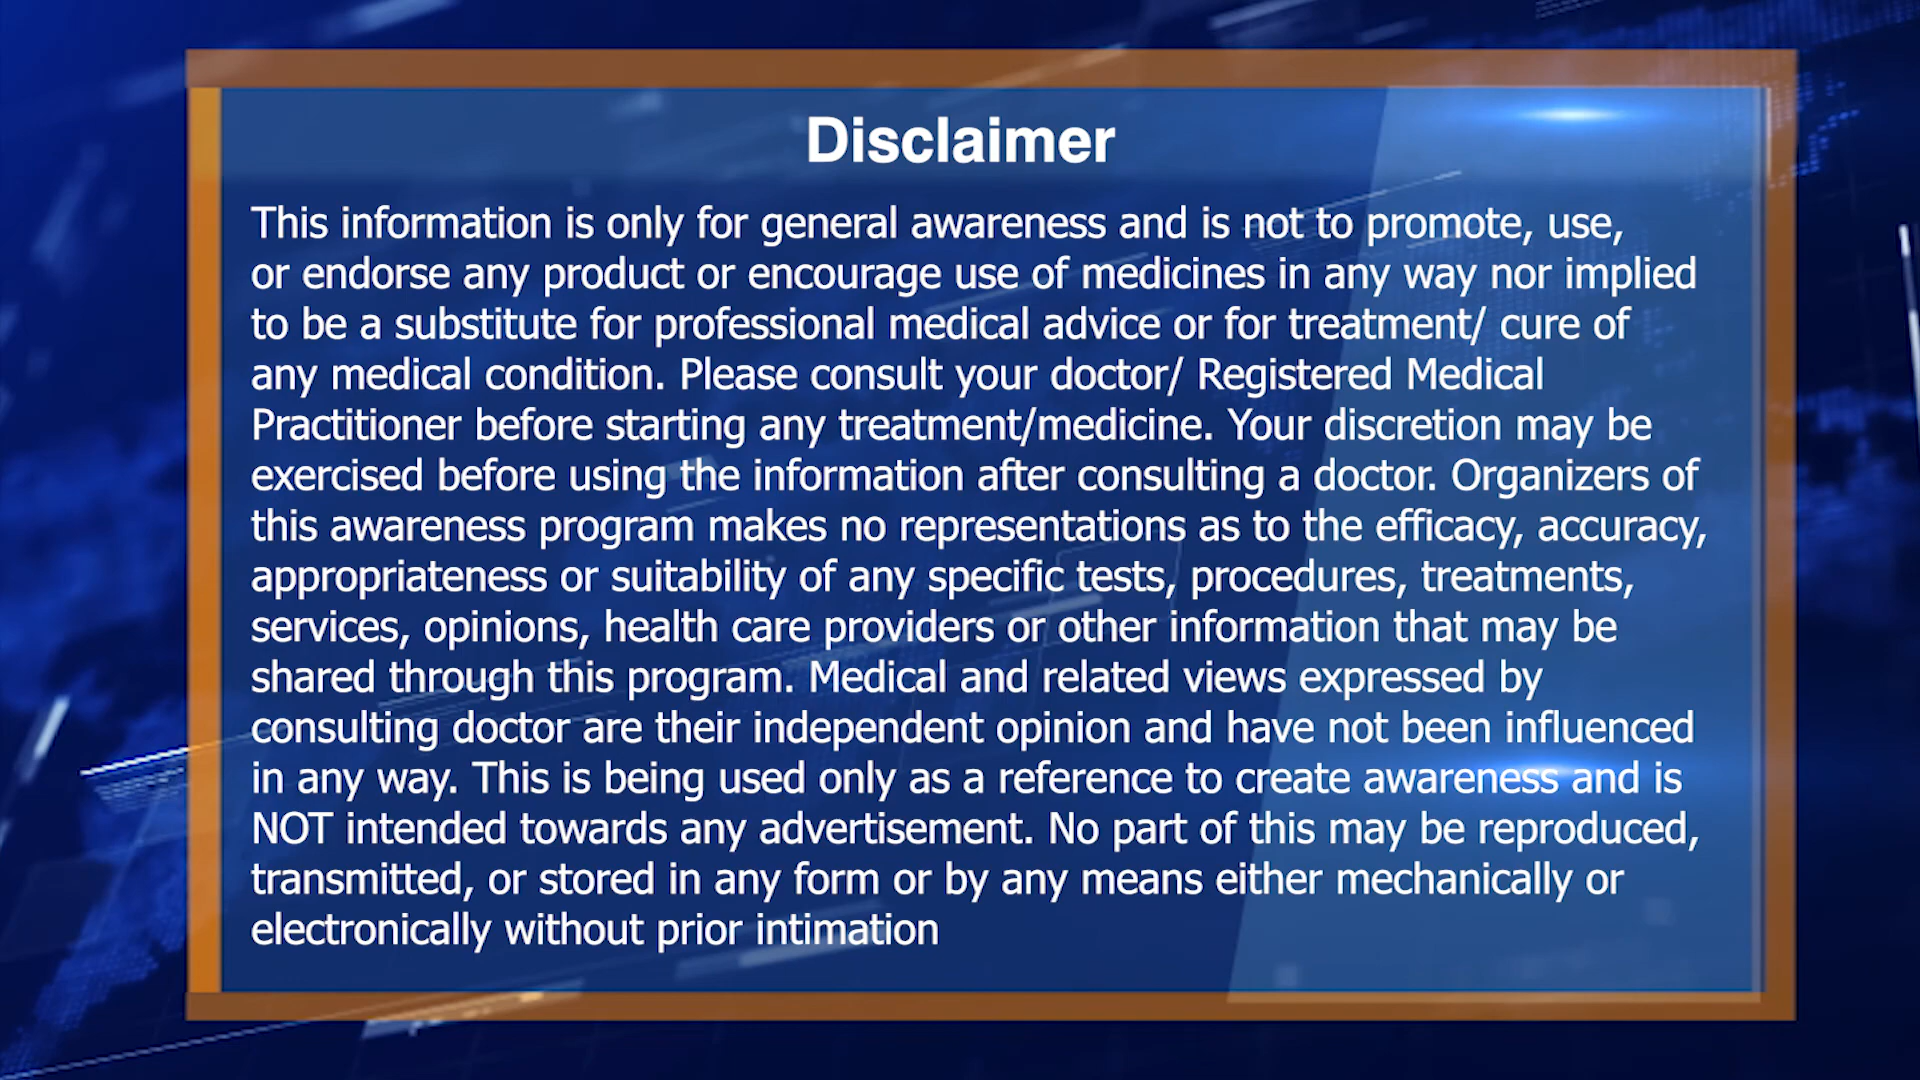 Disclaimer
This information is only for general awareness and is not to promote, use,
or endorse any product or encourage use of medicines in any way nor implied
to be a substitute for professional medical advice or for treatment/ cure of
any medical condition. Please consult your doctor/ Registered Medical
Practitioner before starting any treatment/medicine. Your discretion may be
exercised before using the information after consulting a doctor. Organizers of
this awareness program makes no representations as to the efficacy, accuracy,
appropriateness or suitability of any specific tests, procedures, treatments,
services, opinions, health care providers or other information that may be
shared through this program. Medical and related views expressed by
consulting doctor are their independent opinion and have not been influenced
in any way. This is being used only as a reference to create awareness and is
NOT intended towards any advertisement. No part of this may be reproduced,
transmitted, or stored in any form or by any means either mechanically or
electronically without prior intimation